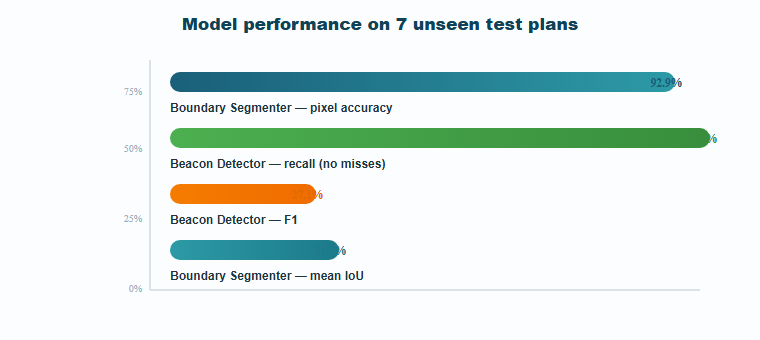 Model performance on 7 unseen test plans
92.9%
75%
Boundary Segmenter — pixel accuracy
%
50%
Beacon Detector — recall (no misses)
%
25%
Beacon Detector — F1
%
Boundary Segmenter — mean IoU
0%